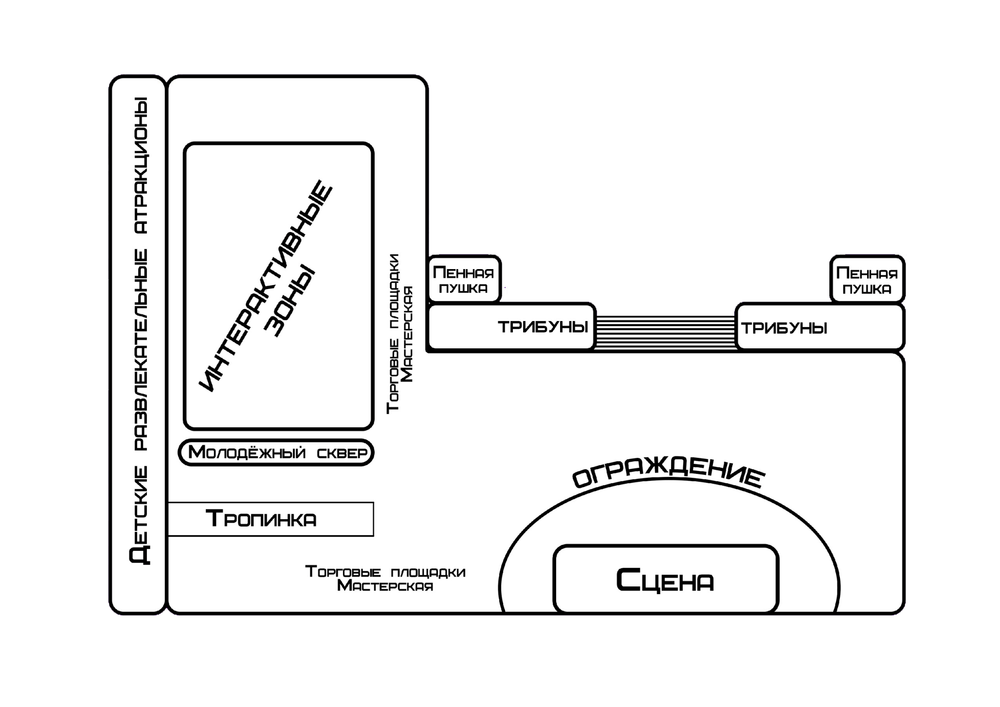 Детские развлекательные атракционы
интерактивные
зоны
Торговые площадки
Мастерская
Пенная
пушка
Пенная
пушка
трибуны
трибуны
Молодёжный сквер
ограждение
Тропинка
Торговые площадки
Мастерская
Сцена